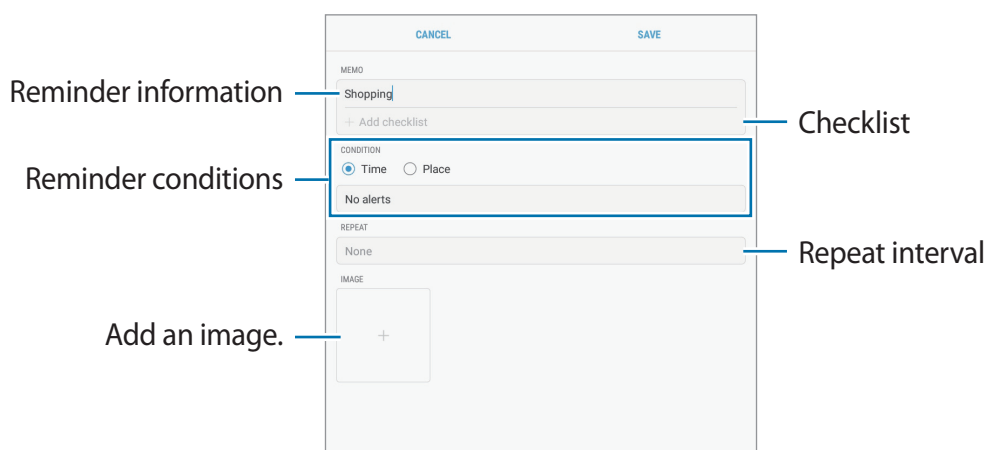 CANCEL SAVE
MEMO
Reminder information
Shopping
+ Add checklist
Checklist
CONDITION
Time Place
Reminder conditions
No alerts
REPEAT
None
Repeat interval
IMAGE
Add an image.
+